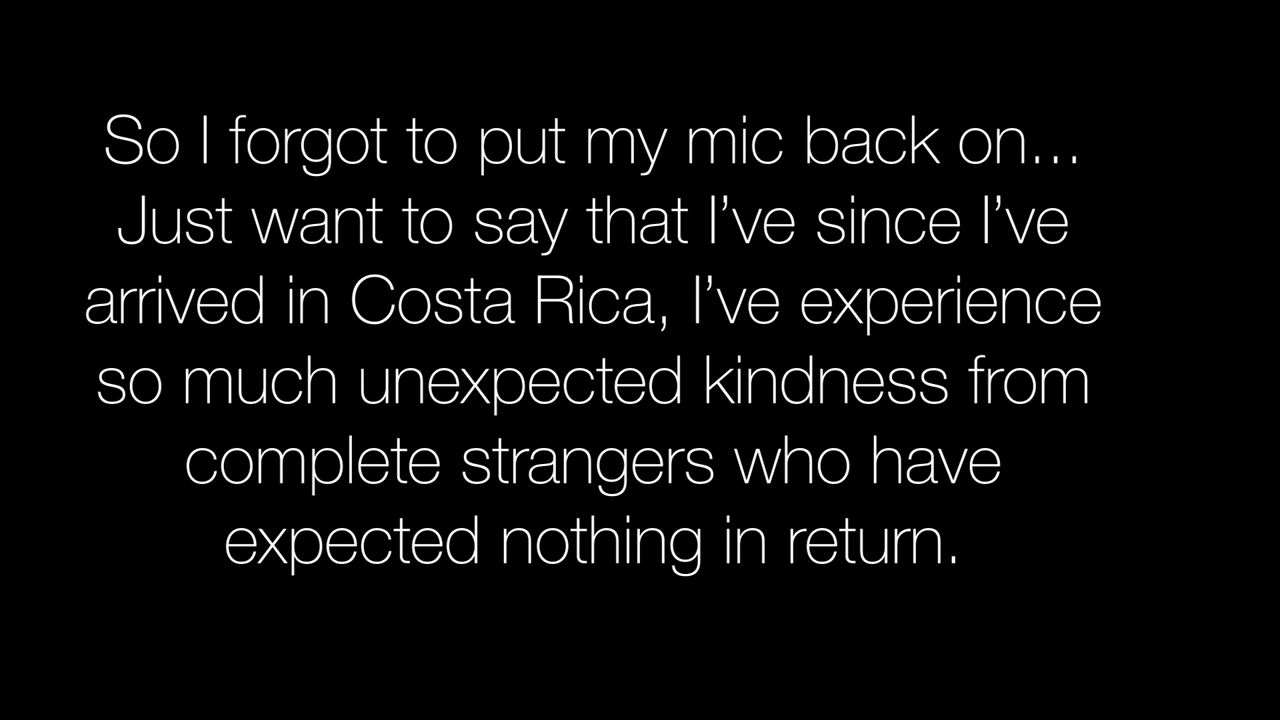 So I forgot to put my mic back on...
Just want to say that I’ve since I’ve
arrived in Costa Rica, I’ve experience
so much unexpected kindness from
complete strangers who have
expected nothing in return.